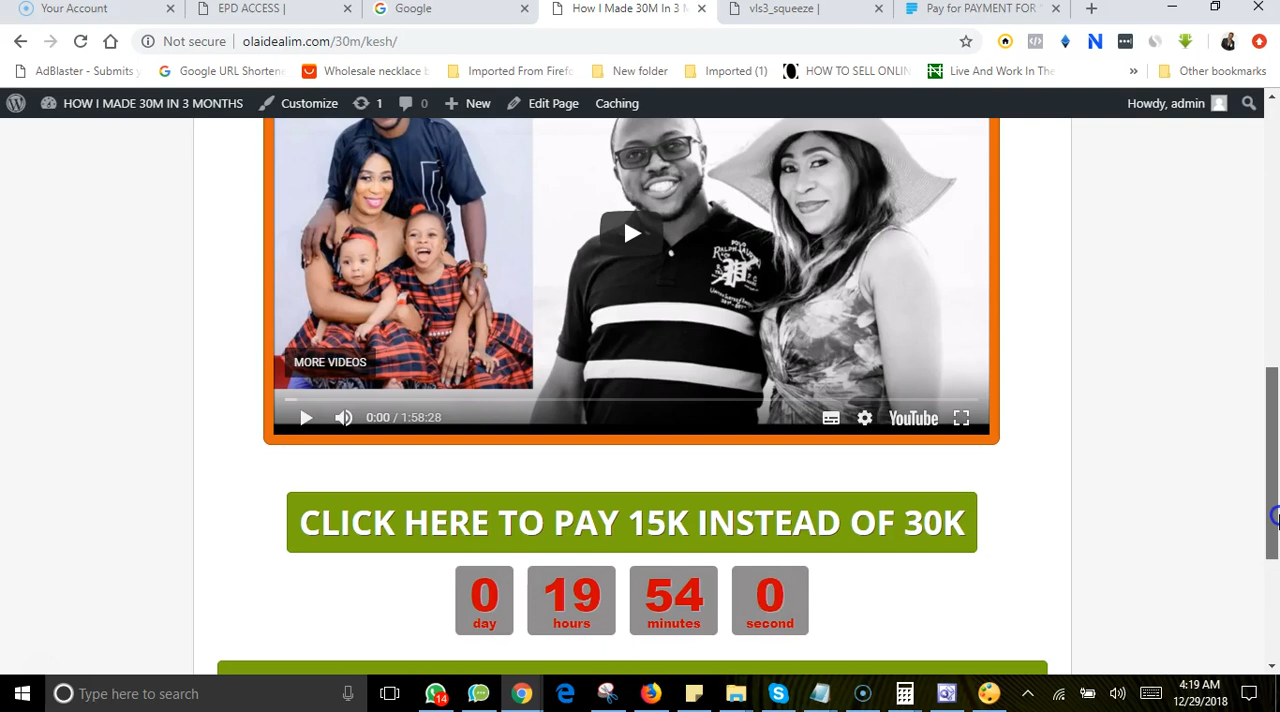 Your Account
EPD ACCESS |
Google
How I Made 30M In 3 M
vls3_squeeze |
Pay for PAYMENT FOR "
Not secure
olaidealim.com/30m/kesh/
AdBlaster - Submits y
Google URL Shortene
Wholesale necklace b
Imported From Firefo
New folder
Imported (1)
HOW TO SELL ONLIN
Live And Work In The
Other bookmarks
HOW I MADE 30M IN 3 MONTHS
Customize
1
0
New
Edit Page
Caching
Howdy, admin
POLO
RALPH LAUREN
MORE VIDEOS
0:00 / 1:58:28
YouTube
CLICK HERE TO PAY 15K INSTEAD OF 30K
0 19 54 0
day hours minutes second
Type here to search
14
4:19 AM
12/29/2018